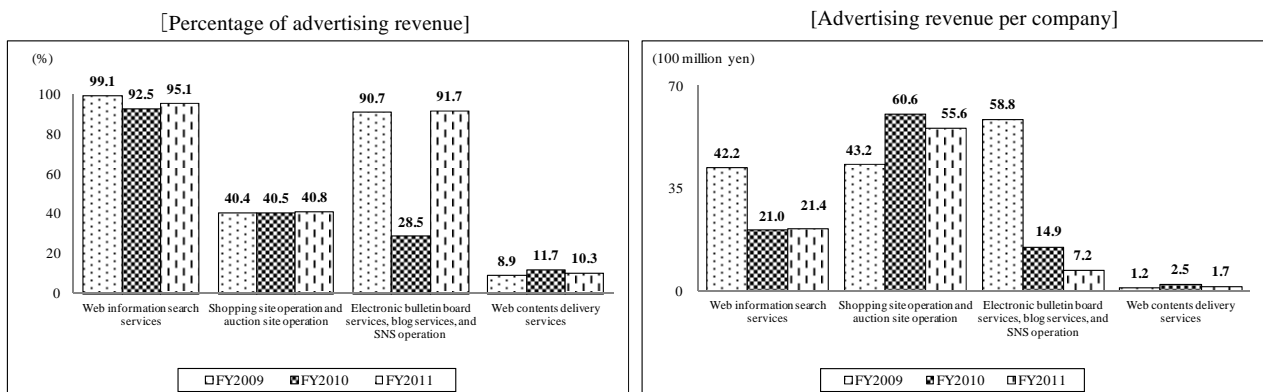 [Percentage of advertising revenue]
(%)
100
80
60
40
20
0
99.1
92.5
95.1
40.4
40.5
40.8
90.7
28.5
91.7
8.9
11.7
10.3
Web information search
services
Shopping site operation and
auction site operation
Electronic bulletin board
services, blog services, and
SNS operation
Web contents delivery
services
FY2009 FY2010 FY2011
[Advertising revenue per company]
(100 million yen)
70
35
0
42.2
21.0
21.4
43.2
60.6
55.6
58.8
14.9
7.2
1.2
2.5
1.7
Web information search
services
Shopping site operation and
auction site operation
Electronic bulletin board
services, blog services, and
SNS operation
Web contents delivery
services
FY2009 FY2010 FY2011